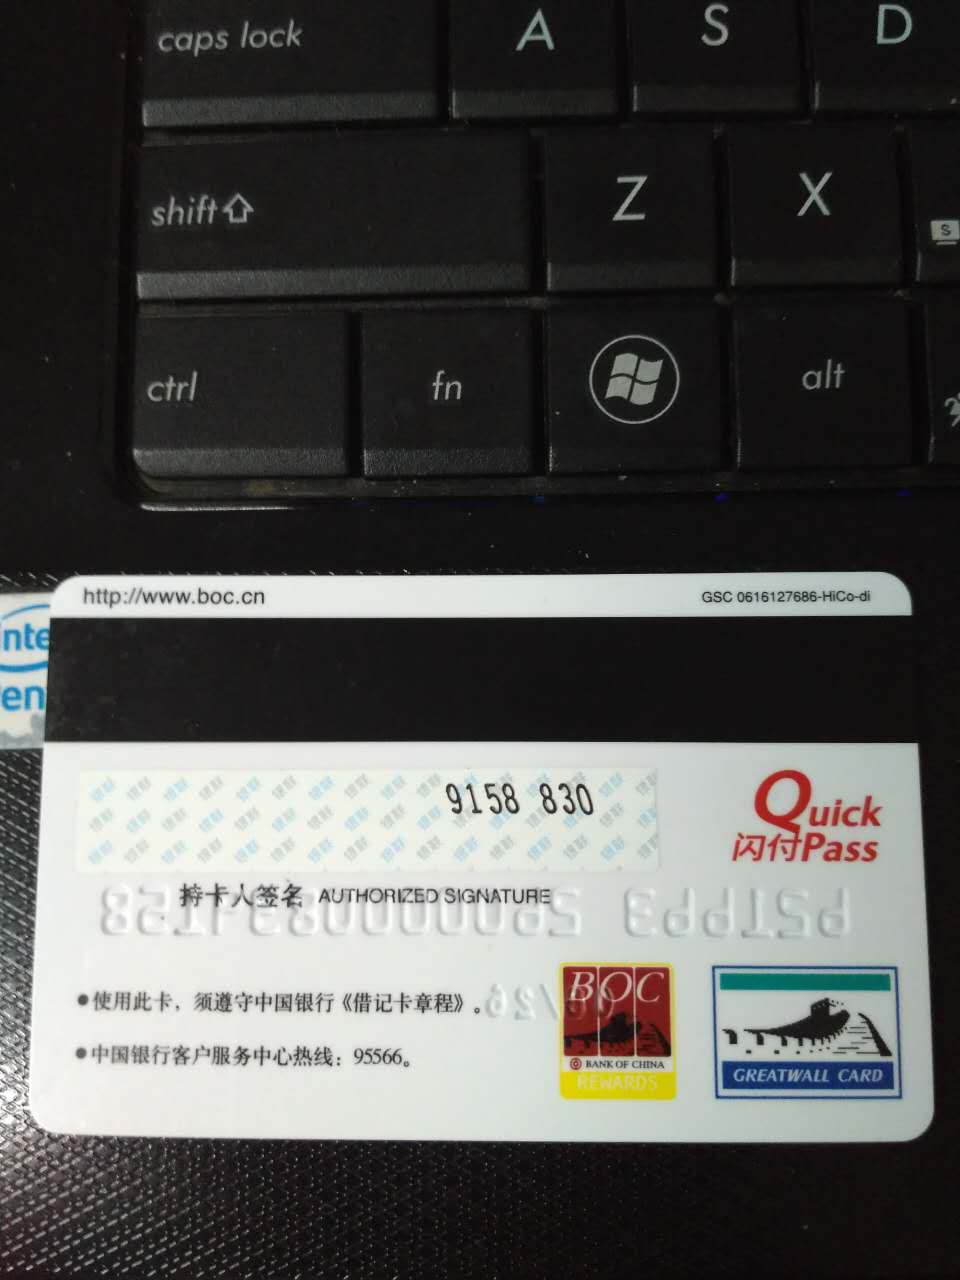 caps lock A S D
shift Z X S
ctrl fn alt
http://www.boc.cn
GSC 0616127686-HiCo-di
inte
en
银联
9158 830
Quick
闪付Pass
持卡人签名 AUTHORIZED SIGNATURE
●使用此卡，须遵守中国银行《借记卡章程》。
●中国银行客户服务中心热线：95566。
BOC
BANK OF CHINA
REWARDS
GREATWALL CARD